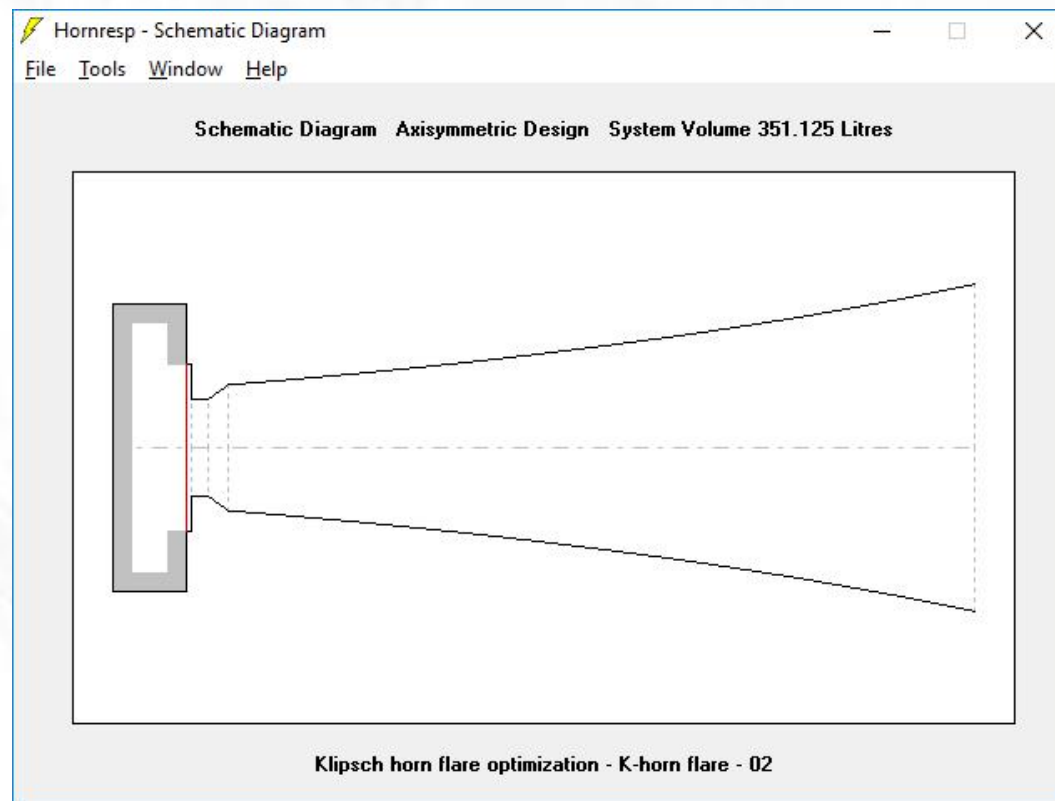 Hornresp - Schematic Diagram
File Tools Window Help
Schematic Diagram Axisymmetric Design System Volume 351.125 Litres
Klipsch horn flare optimization - K-horn flare - 02